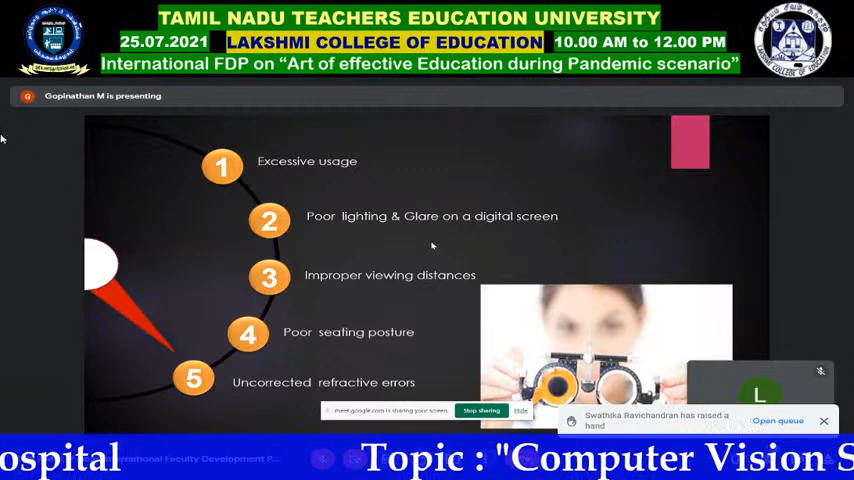 TAMIL NADU TEACHERS EDUCATION UNIVERSITY
25.07.2021 LAKSHMI COLLEGE OF EDUCATION 10.00 AM to 12.00 PM
International FDP on “Art of effective Education during Pandemic scenario”
G Gopinathan M is presenting
1 Excessive usage
2 Poor lighting & Glare on a digital screen
3 Improper viewing distances
4 Poor seating posture
5 Uncorrected refractive errors
L
meet.google.com is sharing your screen. Stop sharing Hide
Swathika Ravichandran has raised a hand Open queue
ospital Topic : "Computer Vision S
International Faculty Development P...